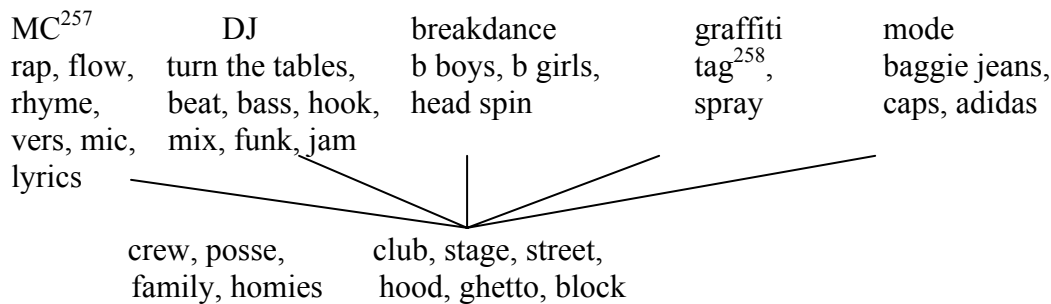 MC257 DJ breakdance graffiti mode
rap, flow, turn the tables, b boys, b girls, tag258, baggie jeans,
rhyme, beat, bass, hook, head spin spray caps, adidas
vers, mic, mix, funk, jam
lyrics
crew, posse, club, stage, street,
family, homies hood, ghetto, block